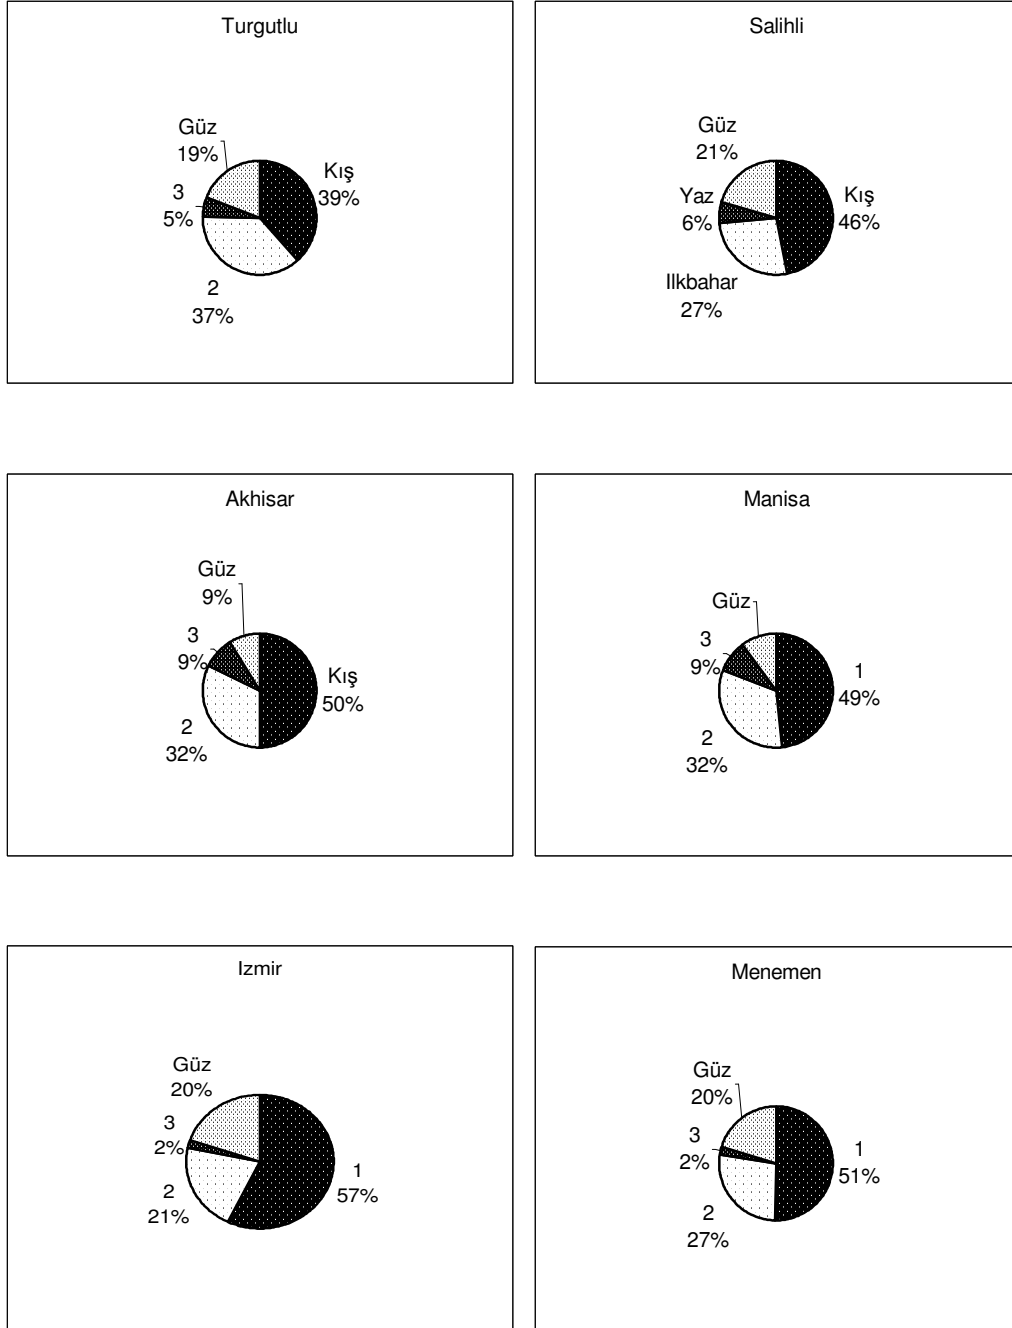 Turgutlu
Güz
19%
Kış
39%
3
5%
2
37%
Salihli
Güz
21%
Yaz
6%
Kış
46%
Ilkbahar
27%
Akhisar
Güz
9%
3
9%
Kış
50%
2
32%
Manisa
Güz
3
9%
1
49%
2
32%
Izmir
Güz
20%
3
2%
1
57%
2
21%
Menemen
Güz
20%
3
2%
1
51%
2
27%